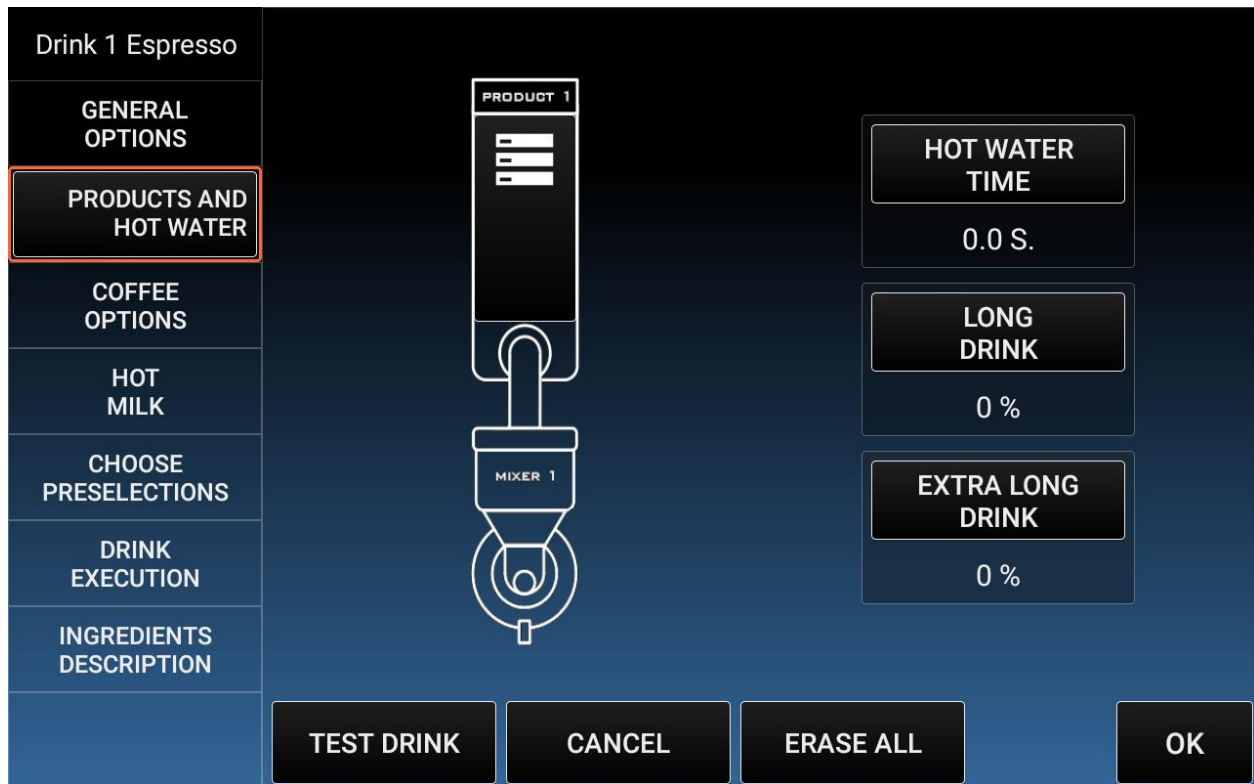 Drink 1 Espresso
GENERAL
OPTIONS
PRODUCTS AND
HOT WATER
COFFEE
OPTIONS
HOT
MILK
CHOOSE
PRESELECTIONS
DRINK
EXECUTION
INGREDIENTS
DESCRIPTION
PRODUCT 1
MIXER 1
HOT WATER
TIME
0.0 S.
LONG
DRINK
0 %
EXTRA LONG
DRINK
0 %
TEST DRINK
CANCEL
ERASE ALL
OK